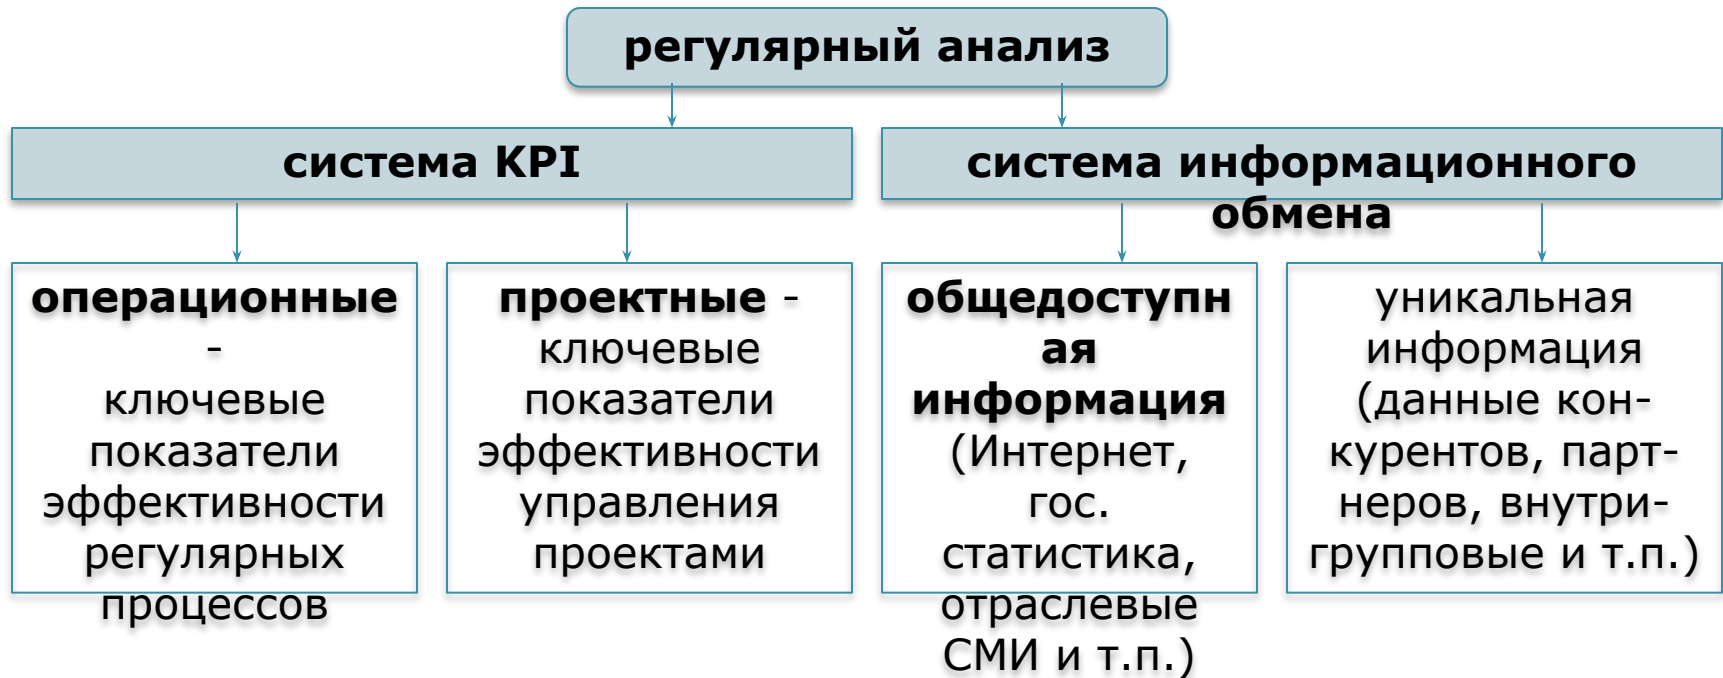 регулярный анализ
система KPI
система информационного
обмена
операционные
-
ключевые
показатели
эффективности
регулярных
процессов
проектные -
ключевые
показатели
эффективности
управления
проектами
общедоступн
ая
информация
(Интернет,
гос.
статистика,
отраслевые
СМИ и т.п.)
уникальная
информация
(данные кон-
курентов, парт-
неров, внутри-
групповые и т.п.)